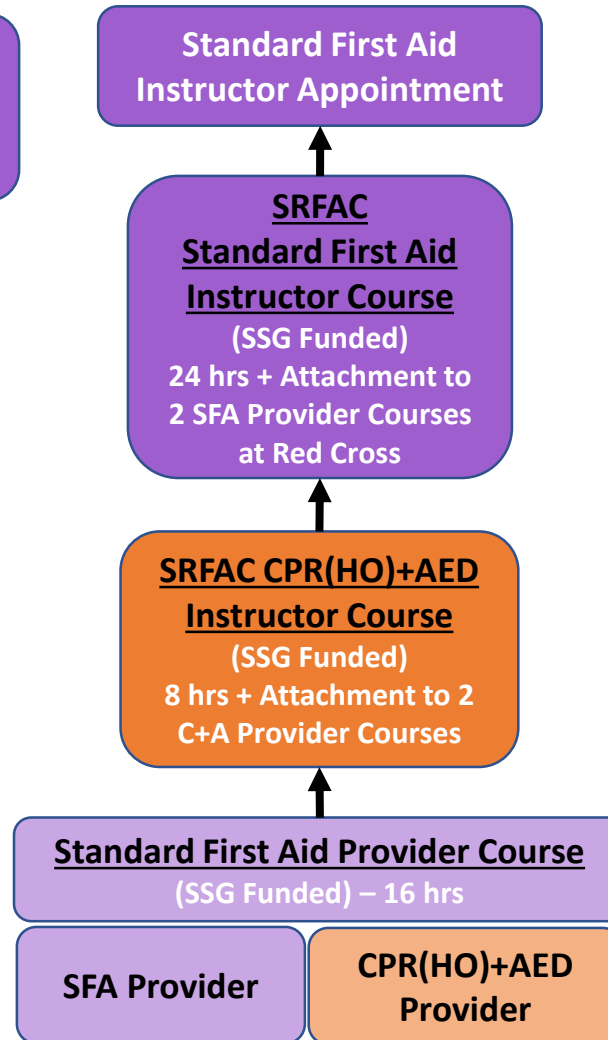 Standard First Aid
Instructor Appointment
SRFAC
Standard First Aid
Instructor Course
(SSG Funded)
24 hrs + Attachment to
2 SFA Provider Courses
at Red Cross
SRFAC CPR(HO)+AED
Instructor Course
(SSG Funded)
8 hrs + Attachment to 2
C+A Provider Courses
Standard First Aid Provider Course
(SSG Funded) – 16 hrs
SFA Provider
CPR(HO)+AED
Provider